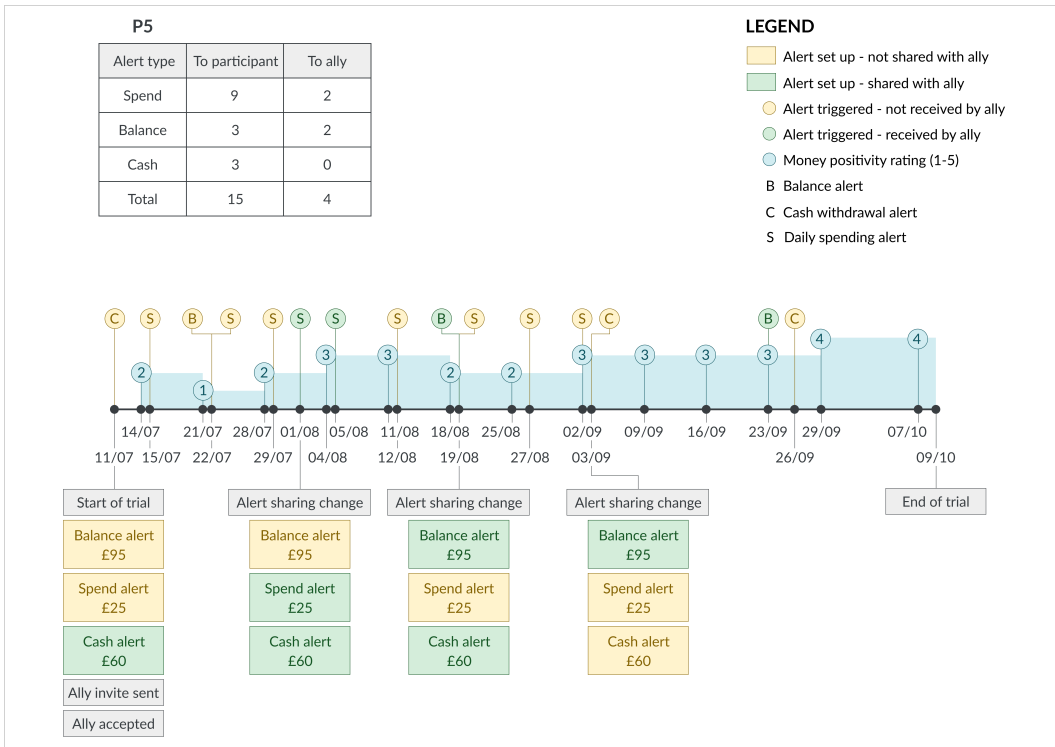 P5
Alert type To participant To ally
Spend 9 2
Balance 3 2
Cash 3 0
Total 15 4
LEGEND
Alert set up - not shared with ally
Alert set up - shared with ally
Alert triggered - not received by ally
Alert triggered - received by ally
Money positivity rating (1-5)
B Balance alert
C Cash withdrawal alert
S Daily spending alert
C S B S S S S S B S S S C B C
2 1 2 3 3 2 2 3 3 3 3 4 4
14/07 21/07 28/07 01/08 05/08 11/08 18/08 25/08 02/09 09/09 16/09 23/09 29/09 07/10
11/07 15/07 22/07 29/07 04/08 12/08 19/08 27/08 03/09 26/09 09/10
Start of trial
Balance alert
£95
Spend alert
£25
Cash alert
£60
Ally invite sent
Ally accepted
Alert sharing change
Balance alert
£95
Spend alert
£25
Cash alert
£60
Alert sharing change
Balance alert
£95
Spend alert
£25
Cash alert
£60
Alert sharing change
Balance alert
£95
Spend alert
£25
Cash alert
£60
End of trial